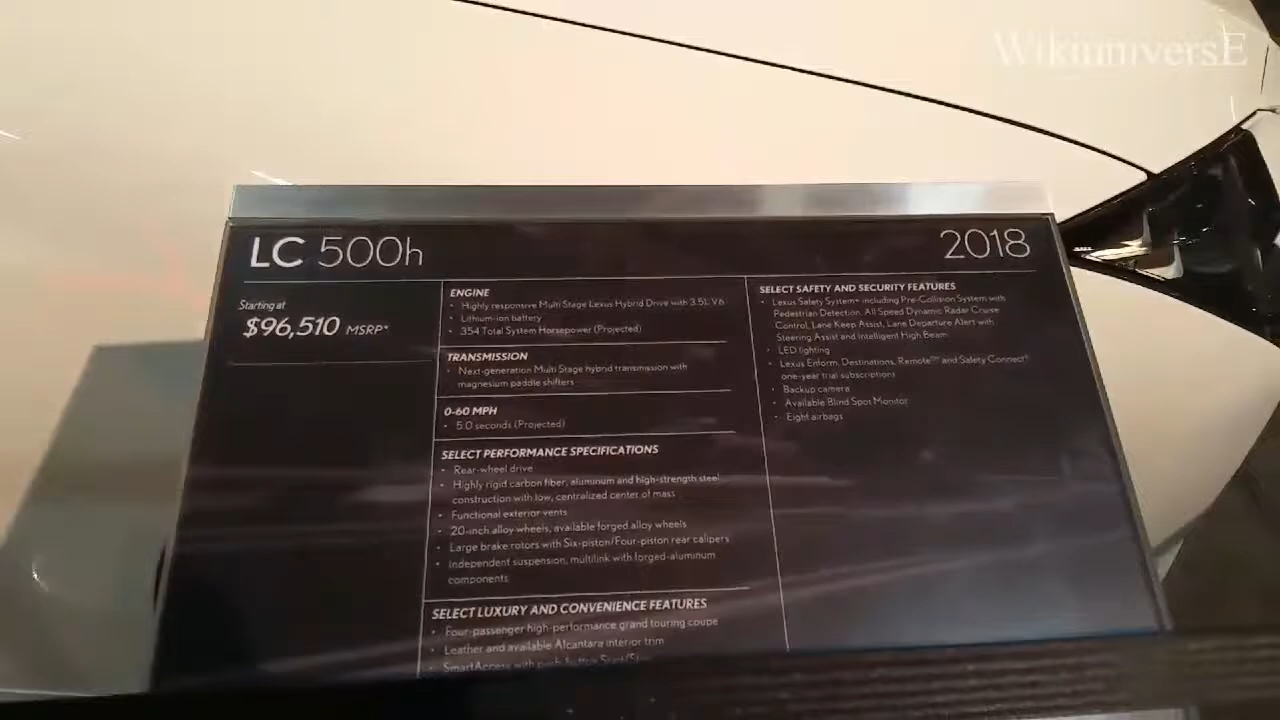 WikinniversE
LC 500h
2018
Starting at
$96,510 MSRP*
ENGINE
• Highly responsive Multi Stage Lexus Hybrid Drive with 3.5L V6
• Lithium-ion battery
• 354 Total System Horsepower (Projected)
TRANSMISSION
• Next-generation Multi Stage hybrid transmission with
magnesium paddle shifters
0-60 MPH
• 5.0 seconds (Projected)
SELECT PERFORMANCE SPECIFICATIONS
• Rear-wheel drive
• Highly rigid carbon fiber, aluminum and high-strength steel
construction with low, centralized center of mass
• Functional exterior vents
• 20-inch alloy wheels, available forged alloy wheels
• Large brake rotors with Six-piston/Four-piston rear calipers
• Independent suspension, multilink with forged-aluminum
components
SELECT LUXURY AND CONVENIENCE FEATURES
• Four-passenger high-performance grand touring coupe
• Leather and available Alcantara interior trim
• SmartAccess with push-button
SELECT SAFETY AND SECURITY FEATURES
• Lexus Safety System+ including Pre-Collision System with
Pedestrian Detection, All Speed Dynamic Radar Cruise
Control, Lane Keep Assist, Lane Departure Alert with
Steering Assist and Intelligent High Beam
• LED lighting
• Lexus Enform, Destinations, Remote and Safety Connect®
one-year trial subscriptions
• Backup camera
• Available Blind Spot Monitor
• Eight airbags